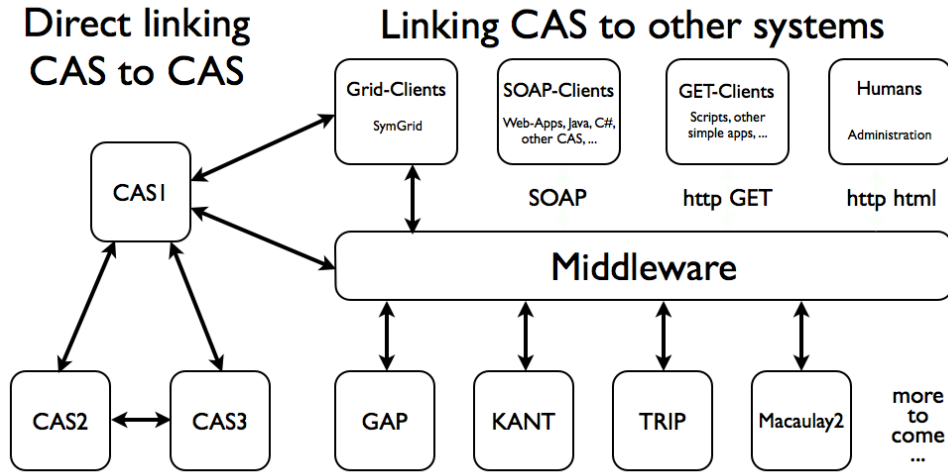 Direct linking
CAS to CAS
Linking CAS to other systems
Grid-Clients
SymGrid
SOAP-Clients
Web-Apps, Java, C#,
other CAS, ...
GET-Clients
Scripts, other
simple apps, ...
Humans
Administration
CAS1
SOAP
http GET
http html
Middleware
CAS2
CAS3
GAP
KANT
TRIP
Macaulay2
more
to
come
...